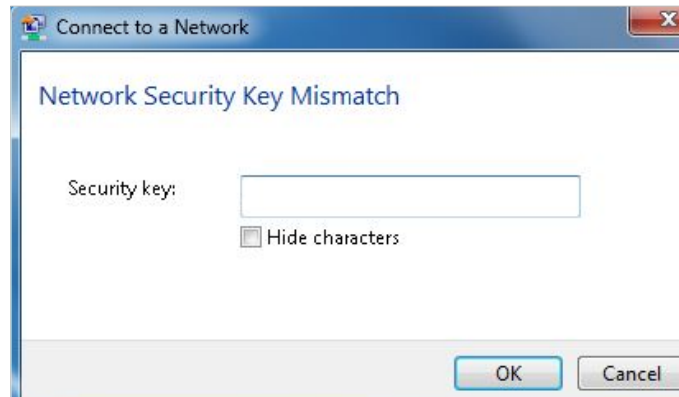 Connect to a Network
Network Security Key Mismatch
Security key:
Hide characters
OK Cancel